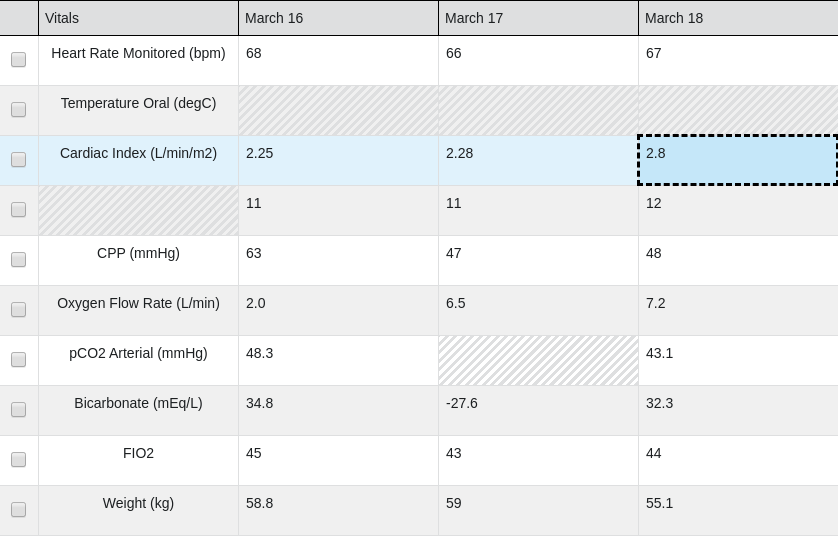 Vitals March 16 March 17 March 18
Heart Rate Monitored (bpm) 68 66 67
Temperature Oral (degC)
Cardiac Index (L/min/m2) 2.25 2.28 2.8
11 11 12
CPP (mmHg) 63 47 48
Oxygen Flow Rate (L/min) 2.0 6.5 7.2
pCO2 Arterial (mmHg) 48.3 43.1
Bicarbonate (mEq/L) 34.8 -27.6 32.3
FIO2 45 43 44
Weight (kg) 58.8 59 55.1